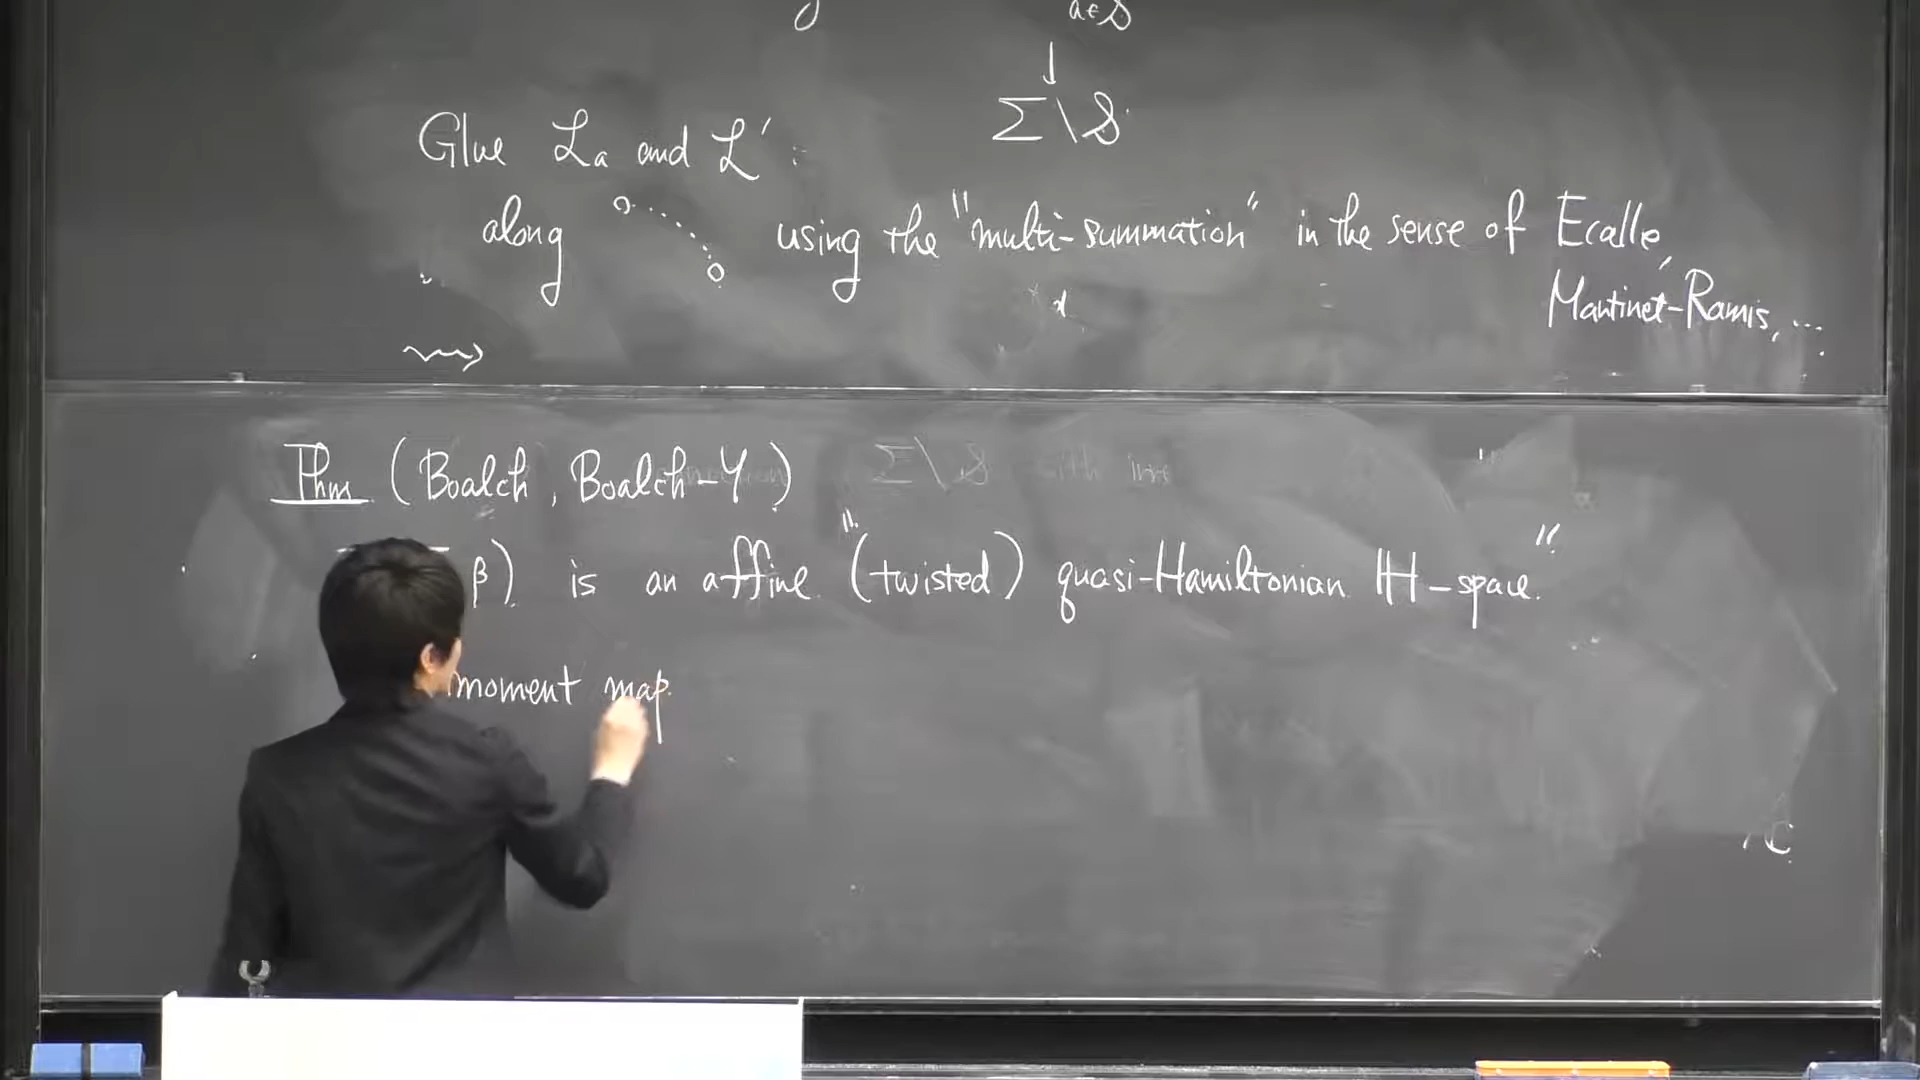 a∈𝒮
↓
Σ\𝒮
Glue ℒa and ℒ′
along using the "multi-summation" in the sense of Ecalle,
Martinet-Ramis, ...
⇝
Thm (Boalch, Boalch-Y)
β) is an affine "(twisted) quasi-Hamiltonian ℍ-space."
moment map